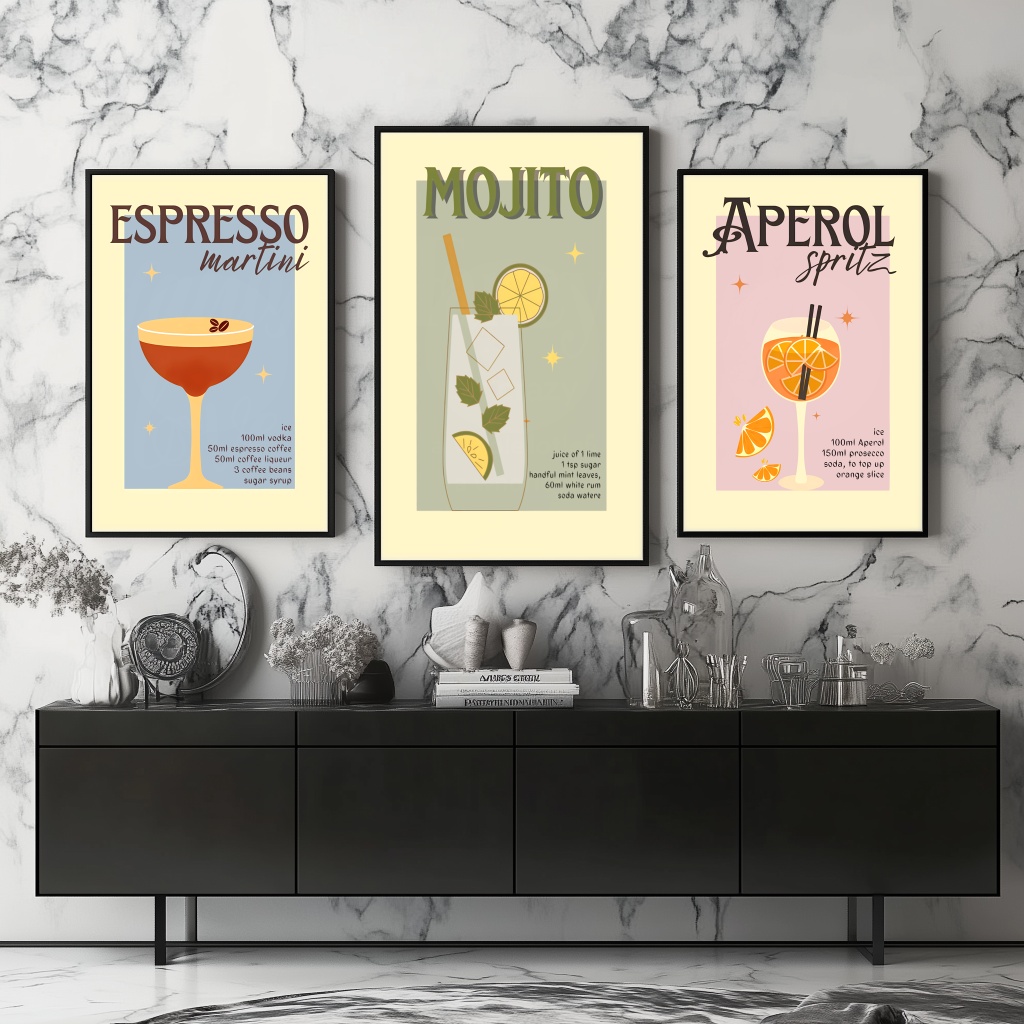 ESPRESSO
martini
ice
100ml vodka
50ml espresso coffee
50ml coffee liqueur
3 coffee beans
sugar syrup
MOJITO
juice of 1 lime
1 tsp sugar
handful mint leaves,
60ml white rum
soda watere
APEROL
spritz
ice
100ml Aperol
150ml prosecco
soda, to top up
orange slice